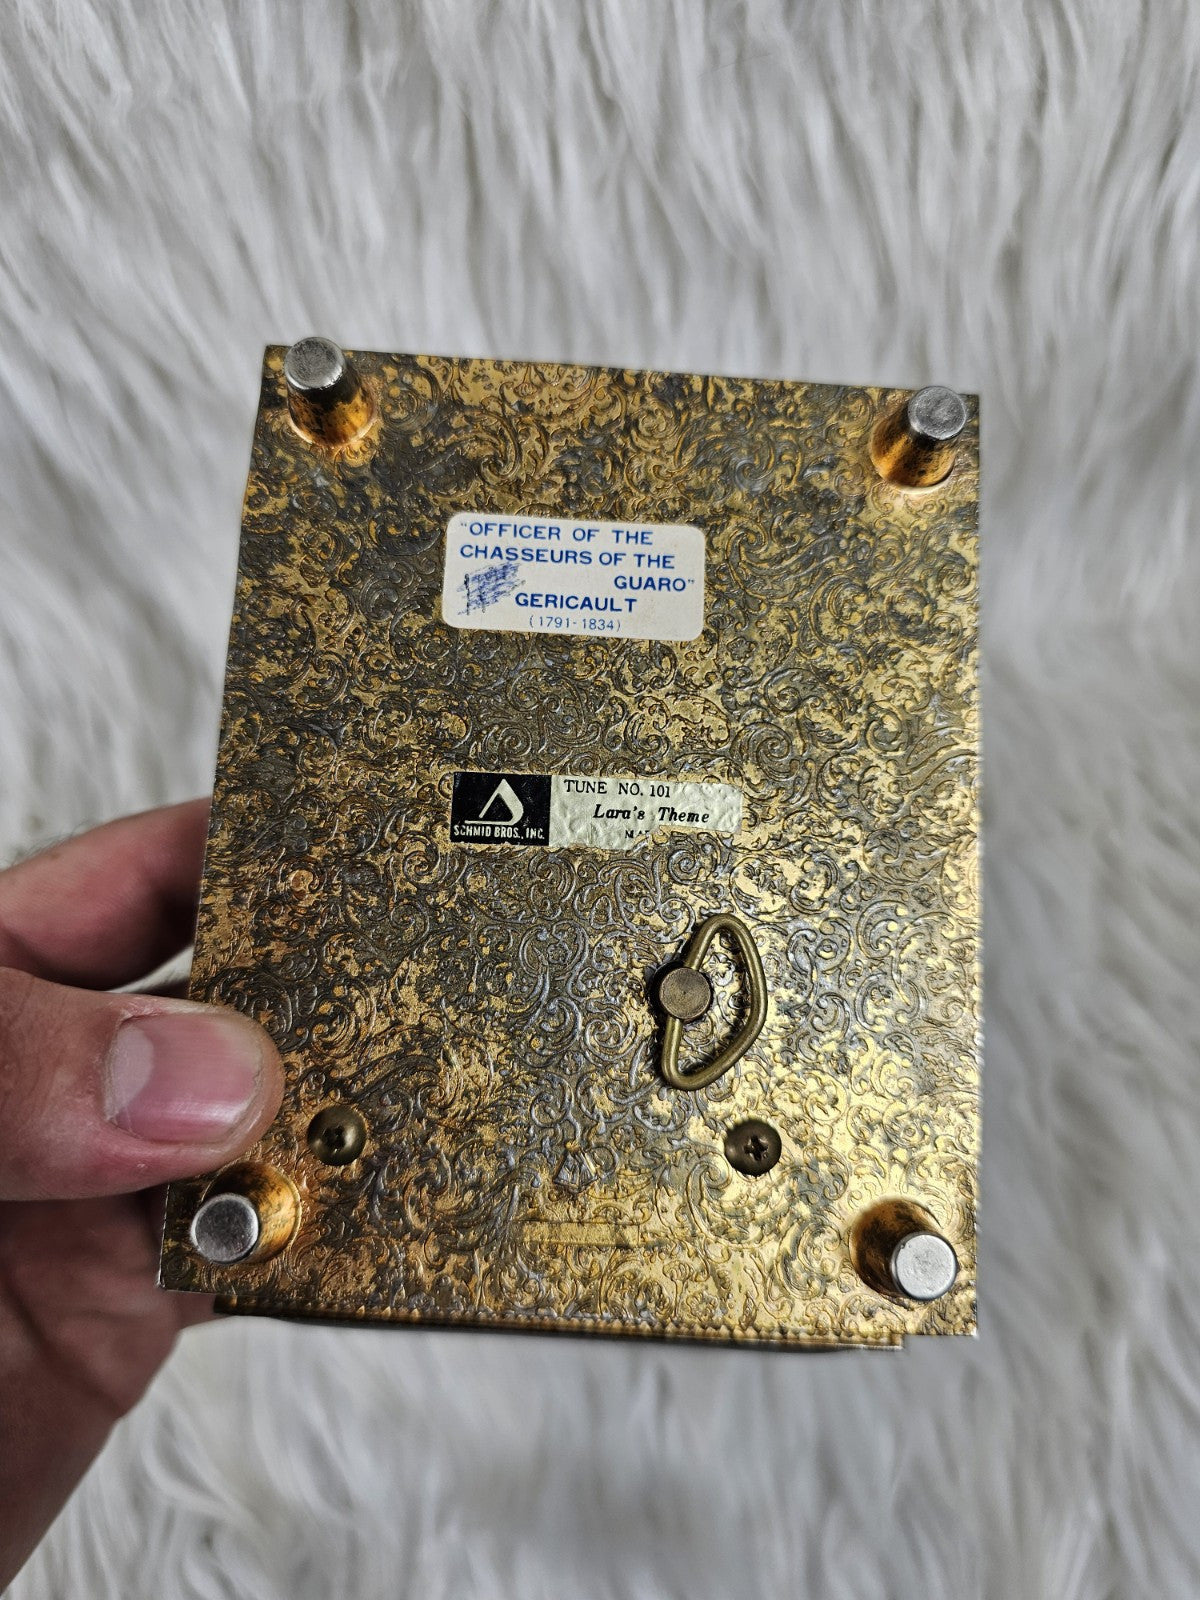 "OFFICER OF THE
CHASSEURS OF THE
GUARO"
GERICAULT
(1791-1834)
TUNE NO. 101
Lara's Theme
SCHMID BROS., INC.